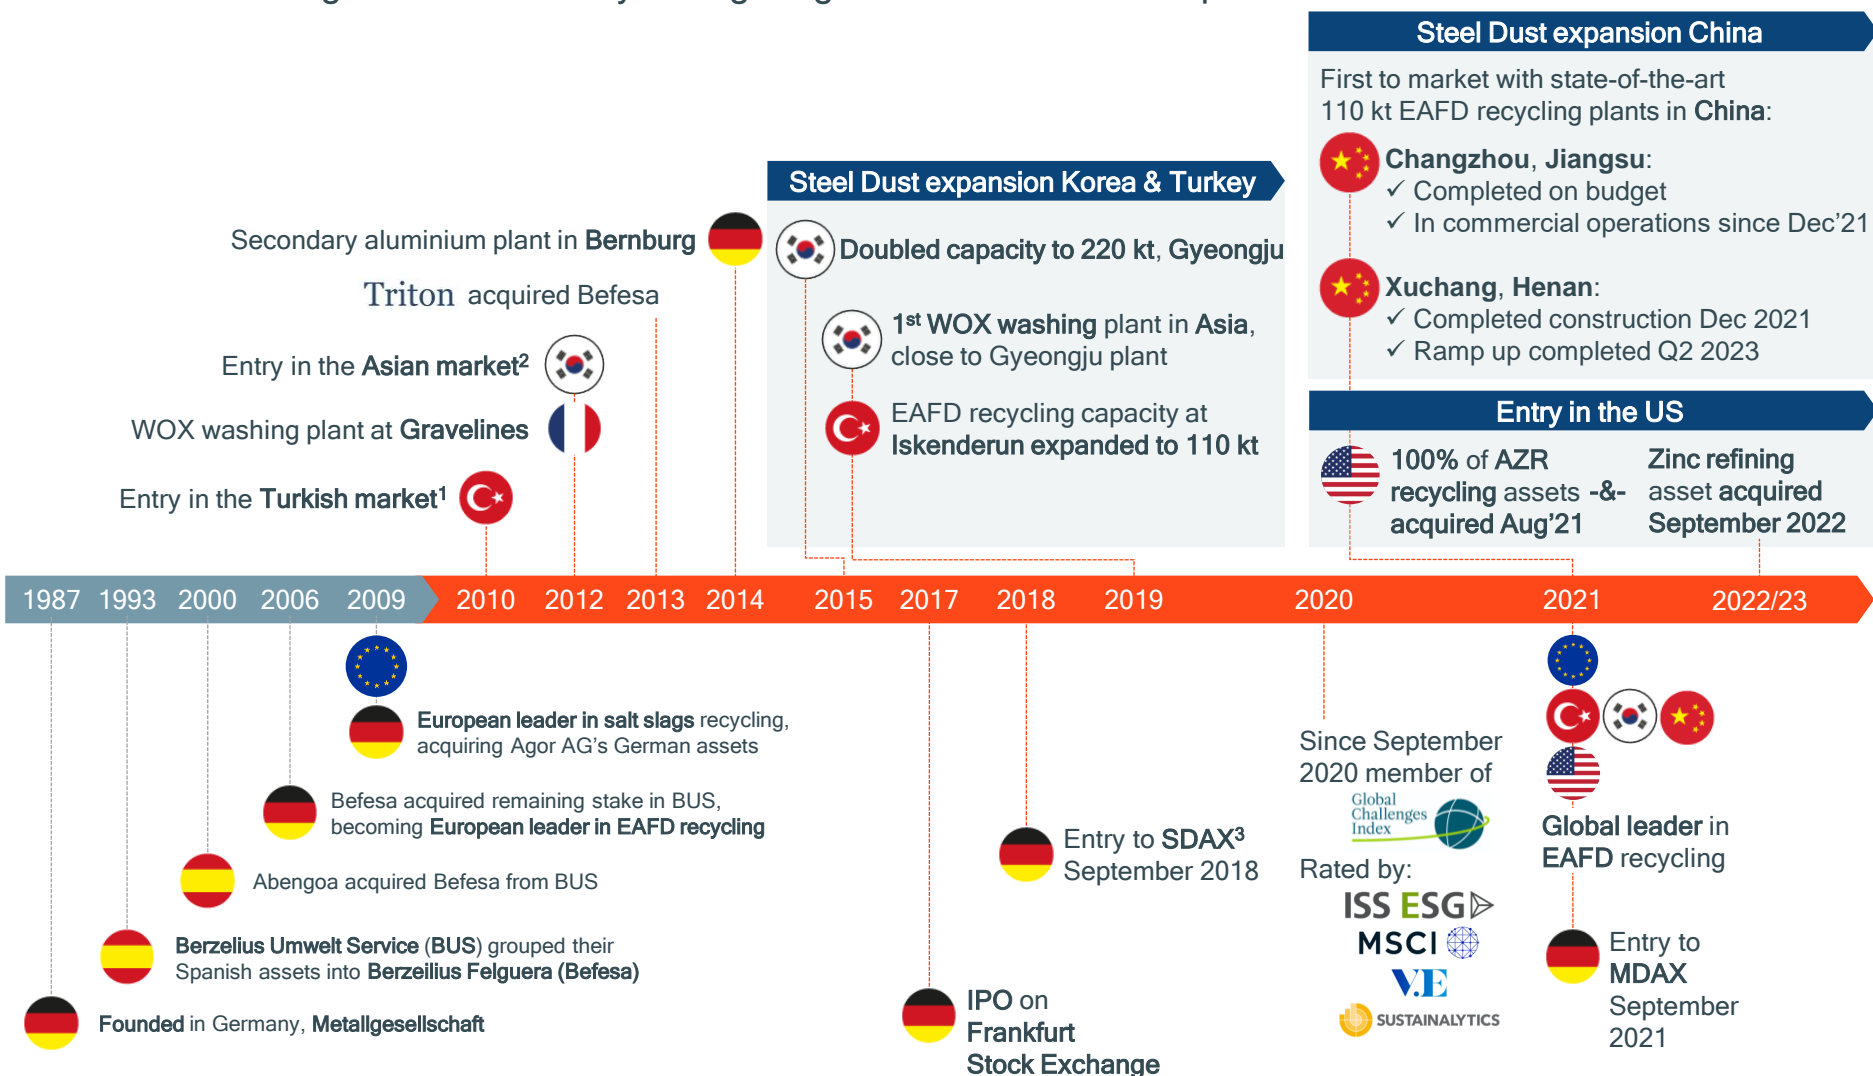 Steel Dust expansion China
First to market with state-of-the-art
110 kt EAFD recycling plants in China:
Changzhou, Jiangsu:
✓ Completed on budget
✓ In commercial operations since Dec'21
Xuchang, Henan:
✓ Completed construction Dec 2021
✓ Ramp up completed Q2 2023
Steel Dust expansion Korea & Turkey
Doubled capacity to 220 kt, Gyeongju
1st WOX washing plant in Asia,
close to Gyeongju plant
EAFD recycling capacity at
Iskenderun expanded to 110 kt
Entry in the US
100% of AZR
recycling assets -&-
acquired Aug'21
Zinc refining
asset acquired
September 2022
Secondary aluminium plant in Bernburg
Triton acquired Befesa
Entry in the Asian market2
WOX washing plant at Gravelines
Entry in the Turkish market1
1987 1993 2000 2006 2009 2010 2012 2013 2014 2015 2017 2018 2019 2020 2021 2022/23
European leader in salt slags recycling,
acquiring Agor AG's German assets
Befesa acquired remaining stake in BUS,
becoming European leader in EAFD recycling
Abengoa acquired Befesa from BUS
Berzelius Umwelt Service (BUS) grouped their
Spanish assets into Berzeilius Felguera (Befesa)
Founded in Germany, Metallgesellschaft
IPO on
Frankfurt
Stock Exchange
Entry to SDAX3
September 2018
Since September
2020 member of
Global
Challenges
Index
Rated by:
ISS ESG
MSCI
V.E
SUSTAINALYTICS
Global leader in
EAFD recycling
Entry to
MDAX
September
2021